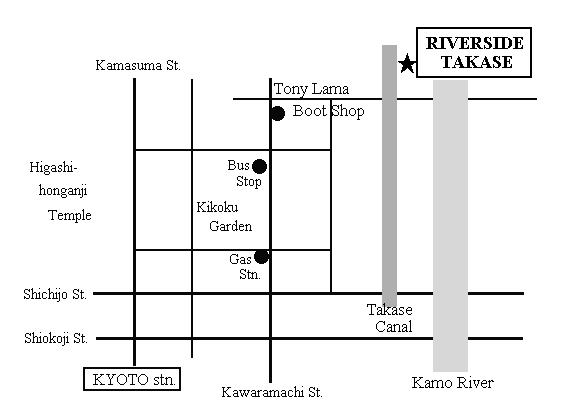 RIVERSIDE
TAKASE
Kamasuma St.
Tony Lama
Boot Shop
Higashi-
honganji
Temple
Bus
Stop
Kikoku
Garden
Gas
Stn.
Shichijo St.
Takase
Canal
Shiokoji St.
KYOTO stn.
Kawaramachi St.
Kamo River